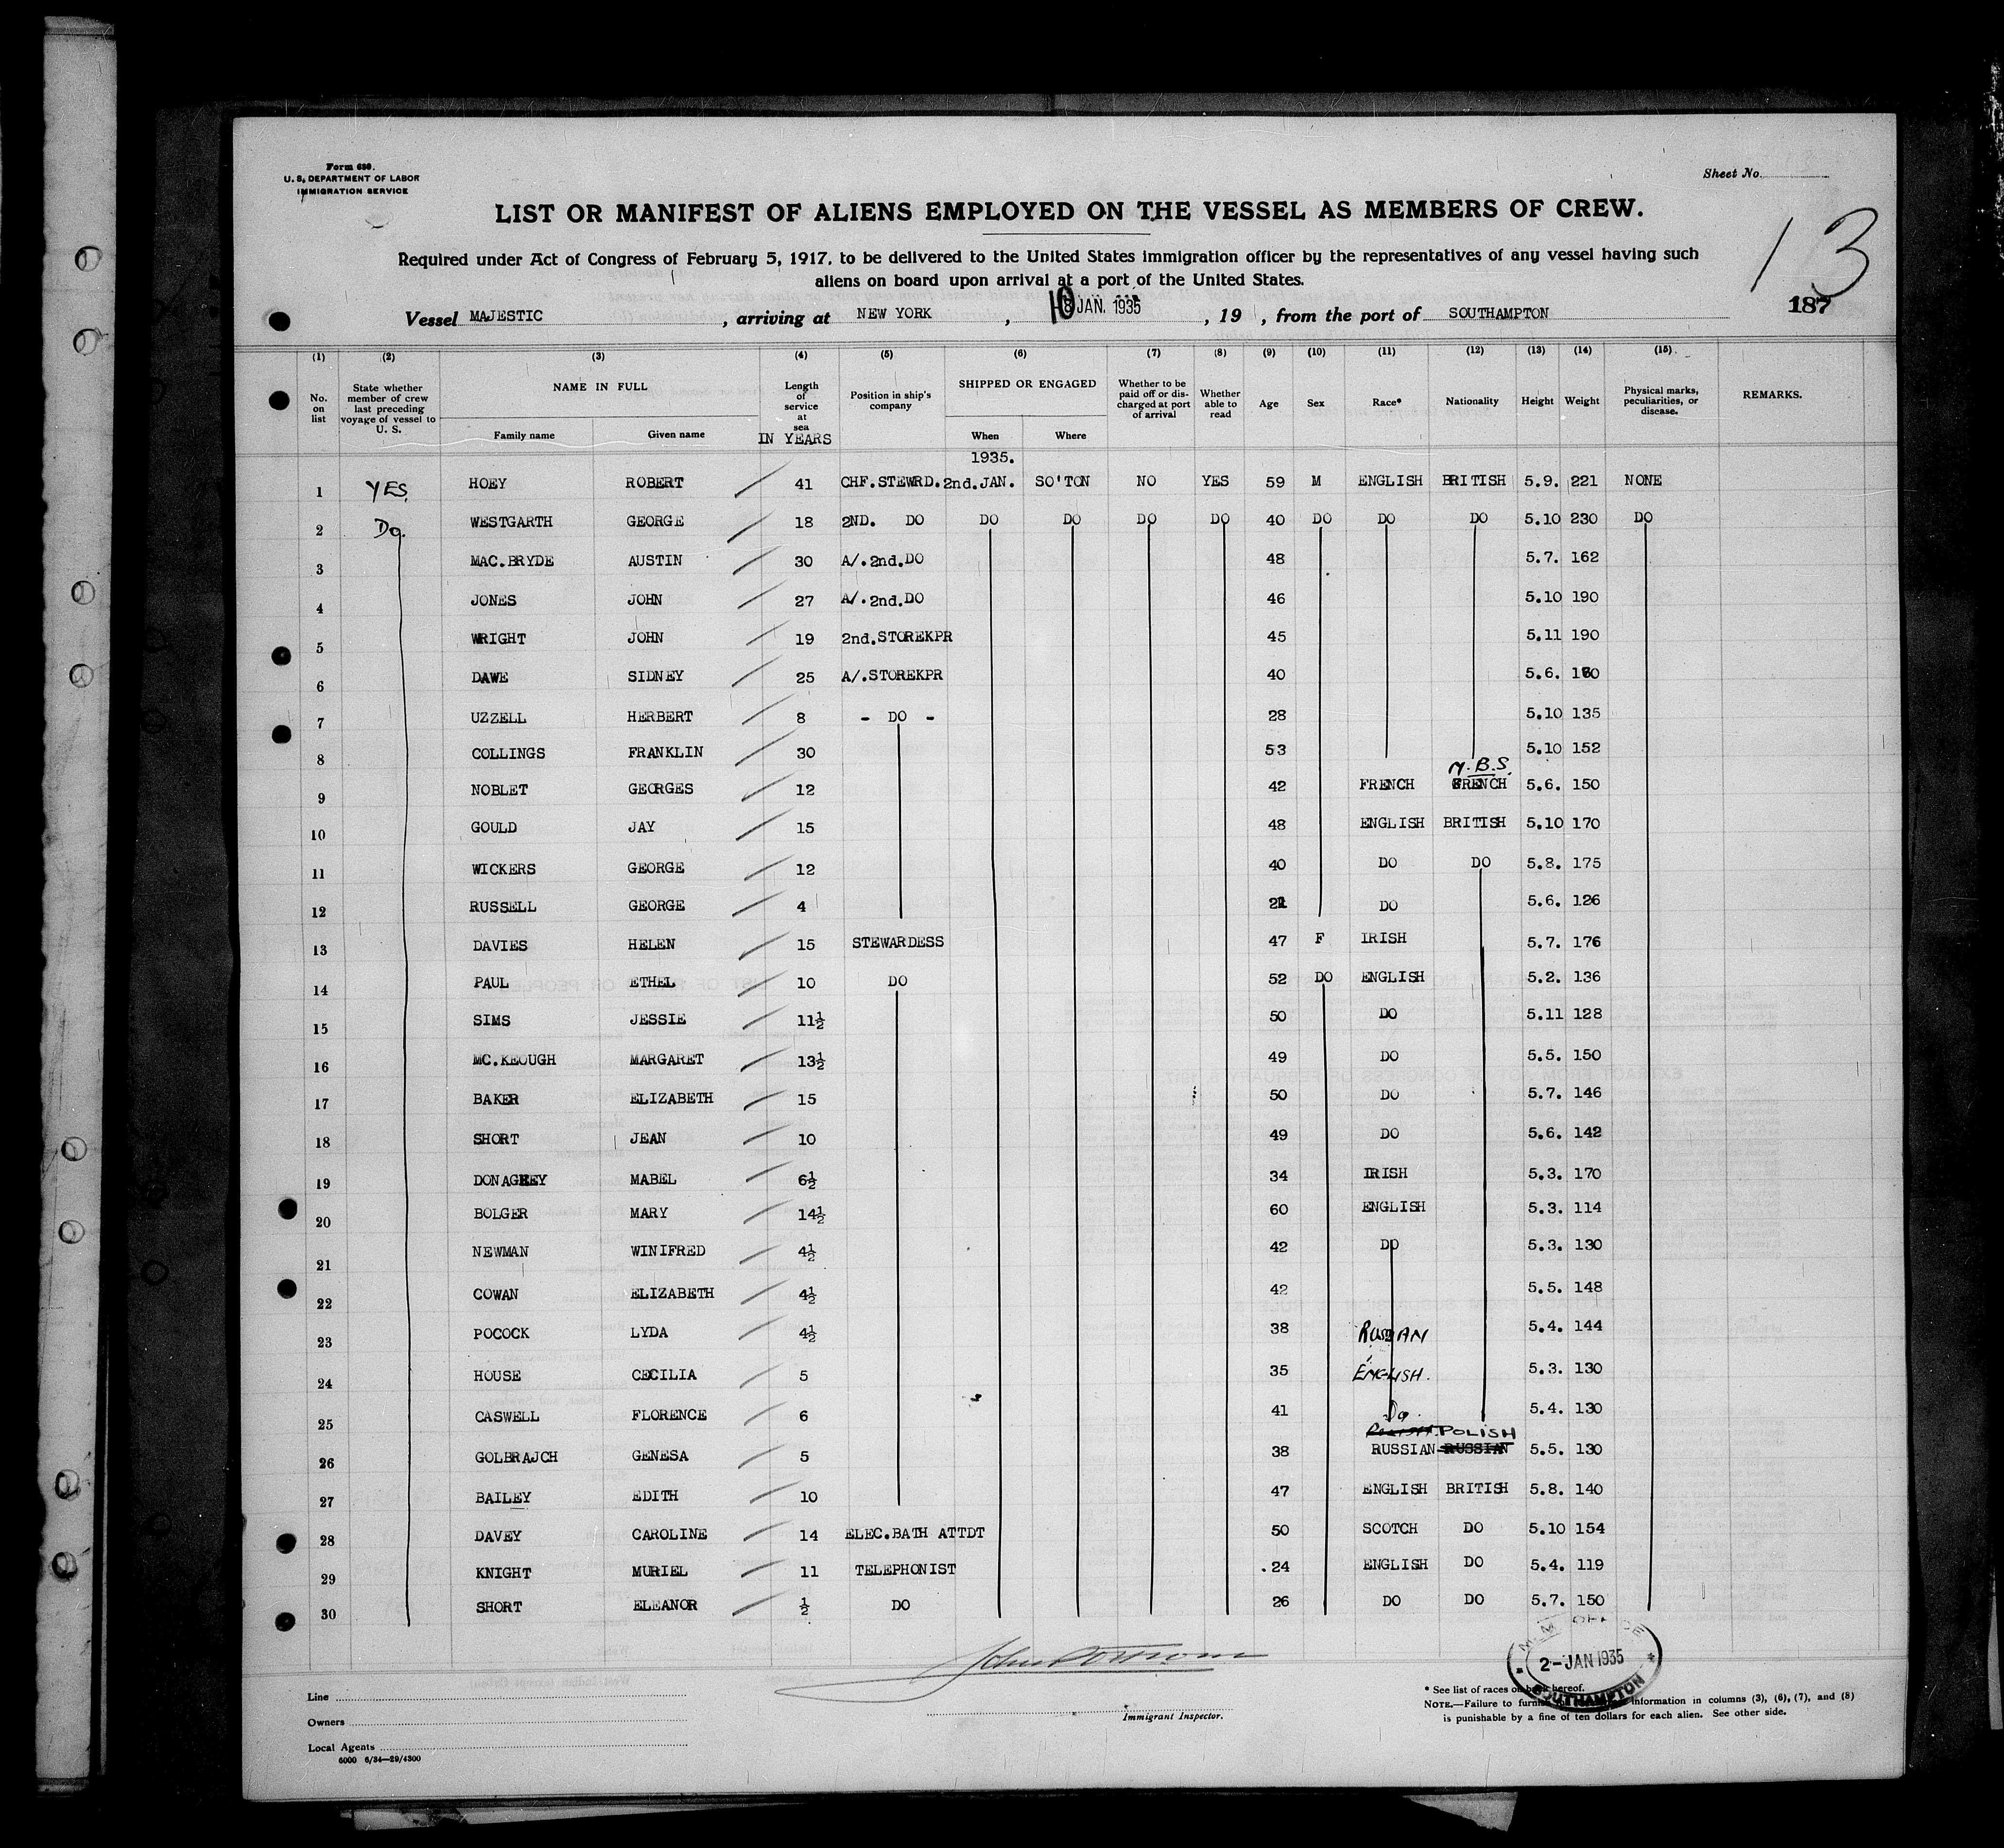 Form 680.
U. S. DEPARTMENT OF LABOR
IMMIGRATION SERVICE
Sheet No.
LIST OR MANIFEST OF ALIENS EMPLOYED ON THE VESSEL AS MEMBERS OF CREW.
13
Required under Act of Congress of February 5, 1917, to be delivered to the United States immigration officer by the representatives of any vessel having such
aliens on board upon arrival at a port of the United States.
187
Vessel MAJESTIC, arriving at NEW YORK, 10 JAN. 1935, 19 , from the port of SOUTHAMPTON
(1) (2) (3) (4) (5) (6) (7) (8) (9) (10) (11) (12) (13) (14) (15)
No. on list State whether member of crew last preceding voyage of vessel to U. S. NAME IN FULL Length of service at sea IN YEARS Position in ship's company SHIPPED OR ENGAGED Whether to be paid off or discharged at port of arrival Whether able to read Age Sex Race* Nationality Height Weight Physical marks, peculiarities, or disease. REMARKS.
Family name Given name When Where
1935.
1 YES. HOEY ROBERT 41 CHF.STEWRD. 2nd.JAN. SO'TON NO YES 59 M ENGLISH BRITISH 5.9. 221 NONE
2 Do. WESTGARTH GEORGE 18 2ND. DO DO DO DO DO 40 DO DO DO 5.10 230 DO
3 MAC.BRYDE AUSTIN 30 A/.2nd.DO 48 5.7. 162
4 JONES JOHN 27 A/.2nd.DO 46 5.10 190
5 WRIGHT JOHN 19 2nd.STOREKPR 45 5.11 190
6 DAWE SIDNEY 25 A/.STOREKPR 40 5.6.
7 UZZELL HERBERT 8 - DO - 28 5.10 135
8 COLLINGS FRANKLIN 30 53 5.10 152
N.B.S.
9 NOBLET GEORGES 12 42 FRENCH FRENCH 5.6. 150
10 GOULD JAY 15 48 ENGLISH BRITISH 5.10 170
11 WICKERS GEORGE 12 40 DO DO 5.8. 175
12 RUSSELL GEORGE 4 21 DO 5.6. 126
13 DAVIES HELEN 15 STEWARDESS 47 F IRISH 5.7. 176
14 PAUL ETHEL 10 DO 52 DO ENGLISH 5.2. 136
15 SIMS JESSIE 11½ 50 DO 5.11 128
16 MC.KEOUGH MARGARET 13½ 49 DO 5.5. 150
17 BAKER ELIZABETH 15 50 DO 5.7. 146
18 SHORT JEAN 10 49 DO 5.6. 142
19 DONAGHEY MABEL 6½ 34 IRISH 5.3. 170
20 BOLGER MARY 14½ 60 ENGLISH 5.3. 114
21 NEWMAN WINIFRED 4½ 42 DO 5.3. 130
22 COWAN ELIZABETH 4½ 42 5.5. 148
23 POCOCK LYDA 4½ 38 RUSSIAN 5.4. 144
24 HOUSE CECILIA 5 35 ENGLISH. 5.3. 130
25 CASWELL FLORENCE 6 41 Do. 5.4. 130
POLISH
26 GOLBRAJCH GENESA 5 38 RUSSIAN RUSSIAN 5.5. 130
27 BAILEY EDITH 10 47 ENGLISH BRITISH 5.8. 140
28 DAVEY CAROLINE 14 ELEC.BATH ATTDT 50 SCOTCH DO 5.10 154
29 KNIGHT MURIEL 11 TELEPHONIST 24 ENGLISH DO 5.4. 119
30 SHORT ELEANOR ½ DO 26 DO DO 5.7. 150
M.M. OFFICE
2-JAN 1935
SOUTHAMPTON
Line
Owners
Local Agents
6000 6/34—29/4300
Immigrant Inspector.
* See list of races on back hereof.
NOTE.—Failure to furnish information in columns (3), (6), (7), and (8)
is punishable by a fine of ten dollars for each alien. See other side.